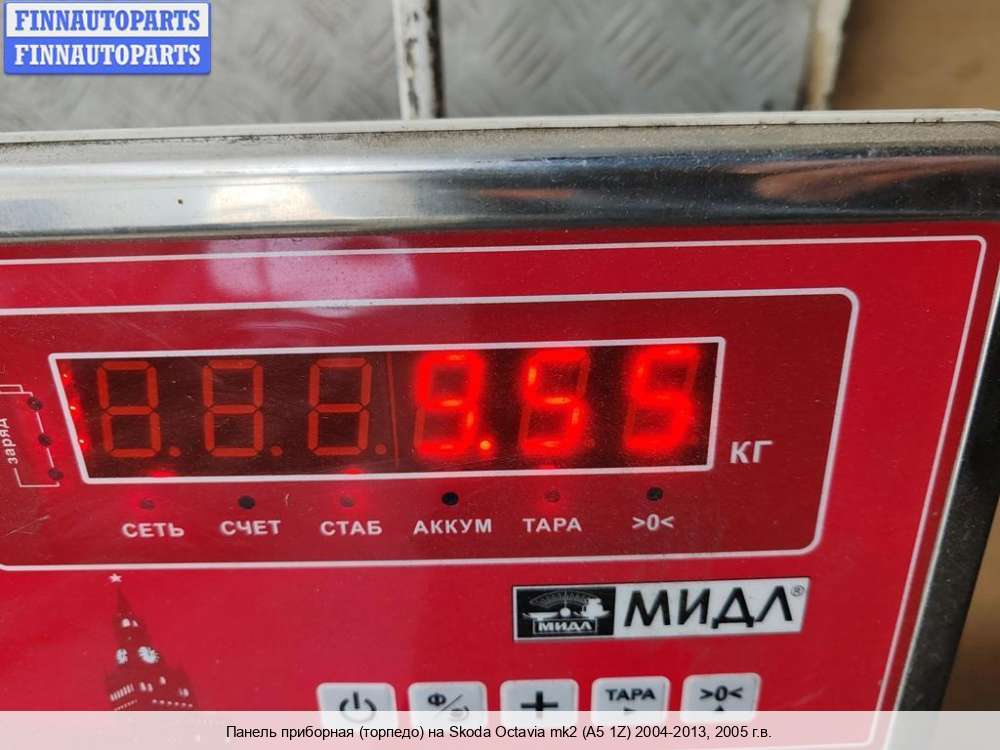 FINNAUTOPARTS
FINNAUTOPARTS
9.55
КГ
заряд
СЕТЬ СЧЕТ СТАБ АККУМ ТАРА >0<
МИДЛ МИДЛ®
Ф/ + ТАРА >0<
Панель приборная (торпедо) на Skoda Octavia mk2 (A5 1Z) 2004-2013, 2005 г.в.